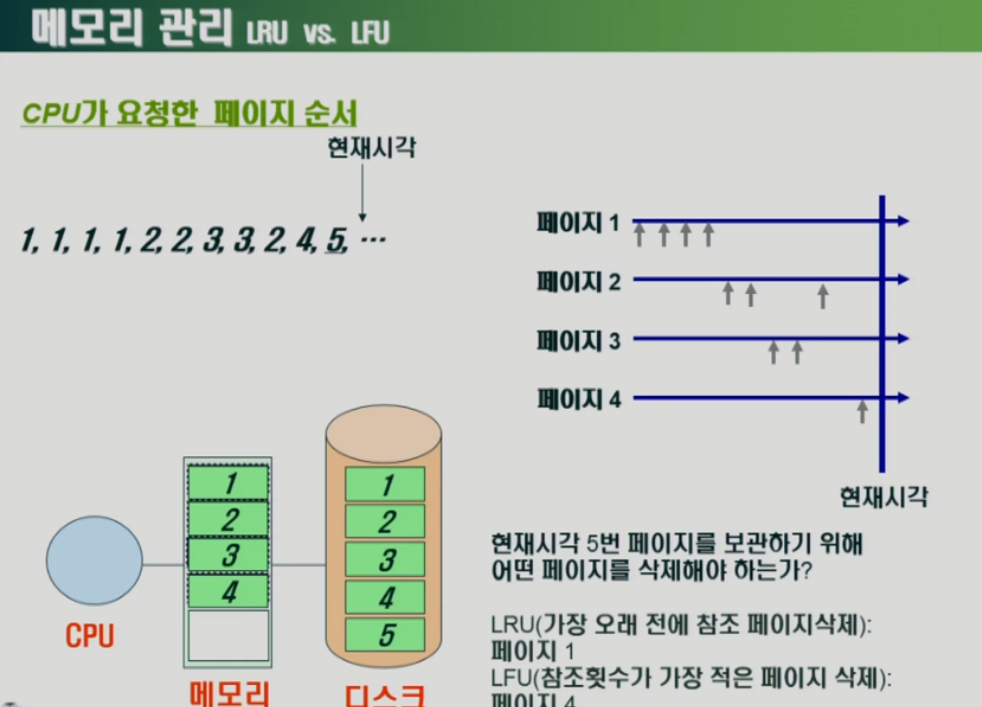 메모리 관리 LRU vs. LFU
CPU가 요청한 페이지 순서
현재시각
1, 1, 1, 1, 2, 2, 3, 3, 2, 4, 5, ...
페이지 1
페이지 2
페이지 3
페이지 4
현재시각
1
2
3
4
1
2
3
4
5
CPU
메모리
디스크
현재시각 5번 페이지를 보관하기 위해
어떤 페이지를 삭제해야 하는가?
LRU(가장 오래 전에 참조 페이지삭제):
페이지 1
LFU(참조횟수가 가장 적은 페이지 삭제):
페이지 4